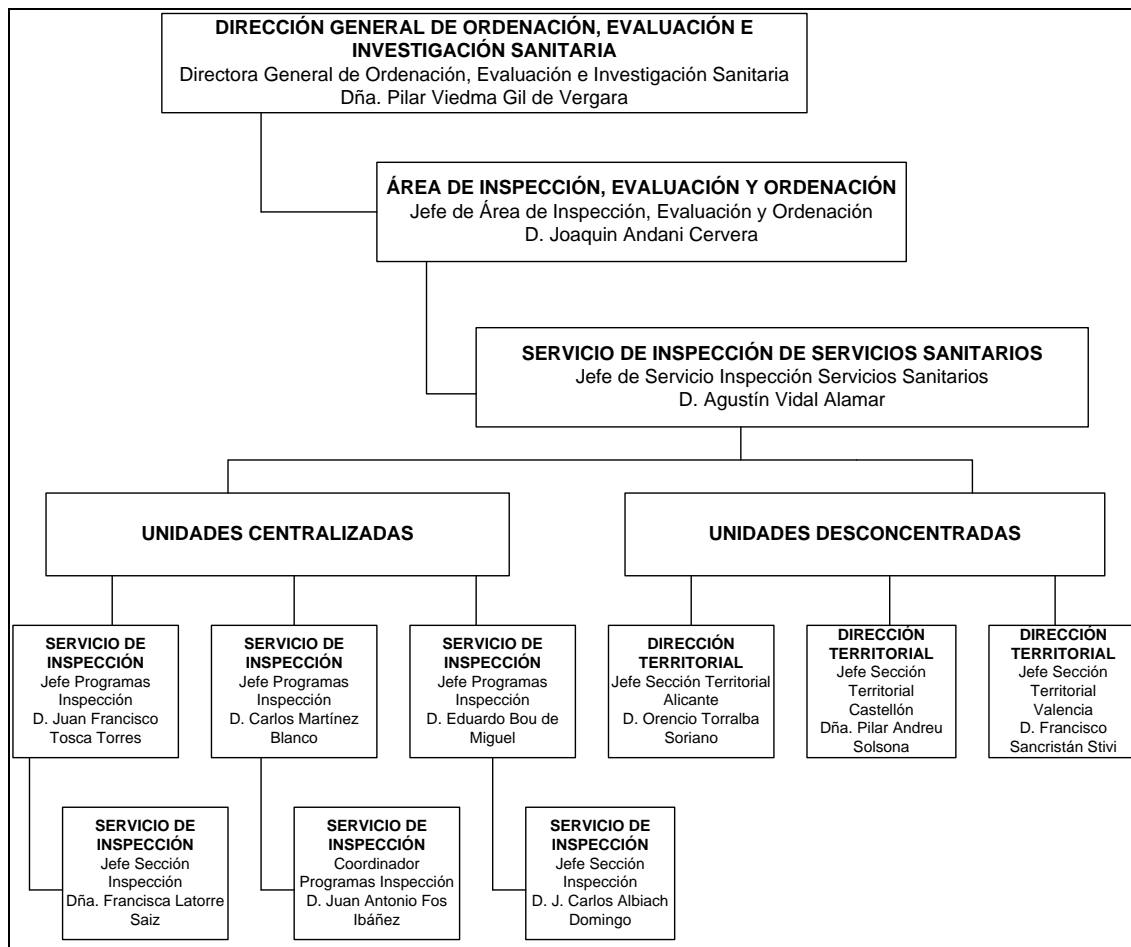 DIRECCIÓN GENERAL DE ORDENACIÓN, EVALUACIÓN E
INVESTIGACIÓN SANITARIA
Directora General de Ordenación, Evaluación e Investigación Sanitaria
Dña. Pilar Viedma Gil de Vergara
ÁREA DE INSPECCIÓN, EVALUACIÓN Y ORDENACIÓN
Jefe de Área de Inspección, Evaluación y Ordenación
D. Joaquin Andani Cervera
SERVICIO DE INSPECCIÓN DE SERVICIOS SANITARIOS
Jefe de Servicio Inspección Servicios Sanitarios
D. Agustín Vidal Alamar
UNIDADES CENTRALIZADAS
UNIDADES DESCONCENTRADAS
SERVICIO DE
INSPECCIÓN
Jefe Programas
Inspección
D. Juan Francisco
Tosca Torres
SERVICIO DE
INSPECCIÓN
Jefe Programas
Inspección
D. Carlos Martínez
Blanco
SERVICIO DE
INSPECCIÓN
Jefe Programas
Inspección
D. Eduardo Bou de
Miguel
DIRECCIÓN
TERRITORIAL
Jefe Sección Territorial
Alicante
D. Orencio Torralba
Soriano
DIRECCIÓN
TERRITORIAL
Jefe Sección
Territorial
Castellón
Dña. Pilar Andreu
Solsona
DIRECCIÓN
TERRITORIAL
Jefe Sección
Territorial
Valencia
D. Francisco
Sancristán Stivi
SERVICIO DE
INSPECCIÓN
Jefe Sección
Inspección
Dña. Francisca Latorre
Saiz
SERVICIO DE
INSPECCIÓN
Coordinador
Programas Inspección
D. Juan Antonio Fos
Ibáñez
SERVICIO DE
INSPECCIÓN
Jefe Sección
Inspección
D. J. Carlos Albiach
Domingo